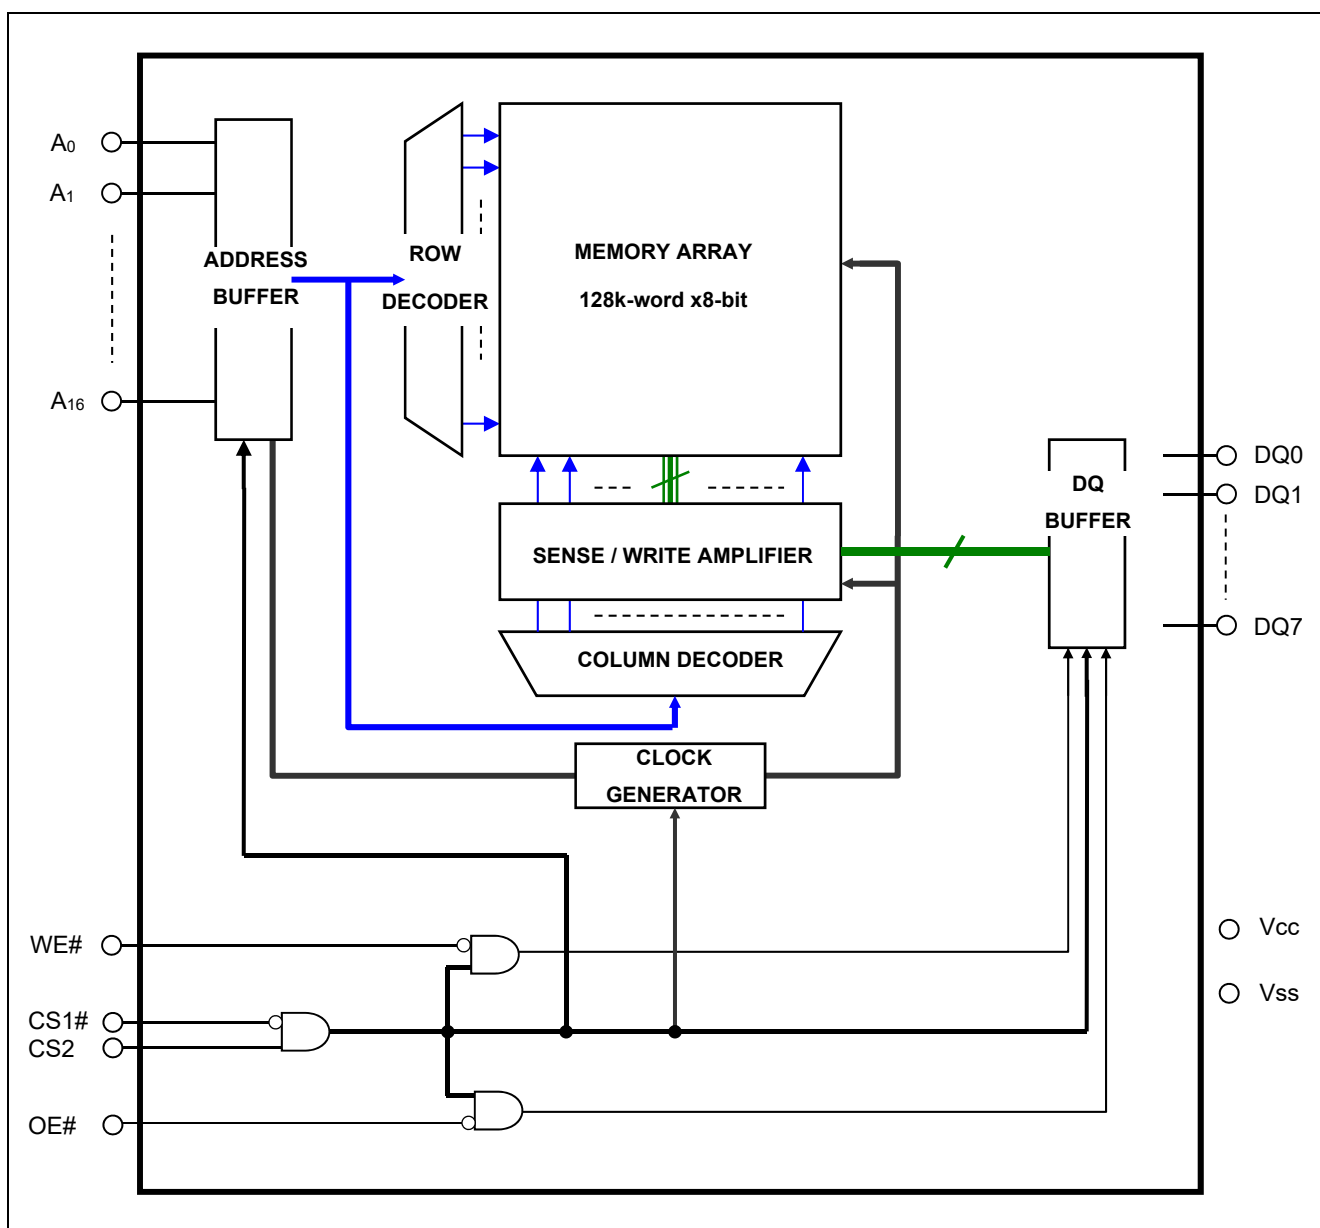 A0
A1
A16
ADDRESS
BUFFER
ROW
DECODER
MEMORY ARRAY
128k-word x8-bit
SENSE / WRITE AMPLIFIER
COLUMN DECODER
CLOCK
GENERATOR
DQ
BUFFER
DQ0
DQ1
DQ7
WE#
CS1#
CS2
OE#
Vcc
Vss